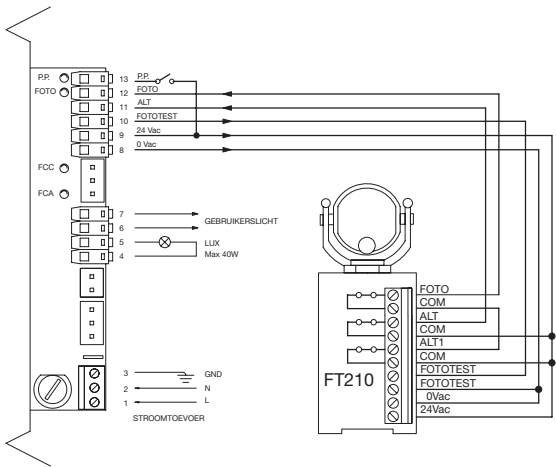 P.P. 13 P.P.
FOTO 12 FOTO
11 ALT
10 FOTOTEST
9 24 Vac
8 0 Vac
FCC
FCA
7
GEBRUIKERSLICHT
6
5 LUX
4 Max 40W
3 GND
2 N
1 L
STROOMTOEVOER
FT210
FOTO
COM
ALT
COM
ALT1
COM
FOTOTEST
FOTOTEST
0Vac
24Vac